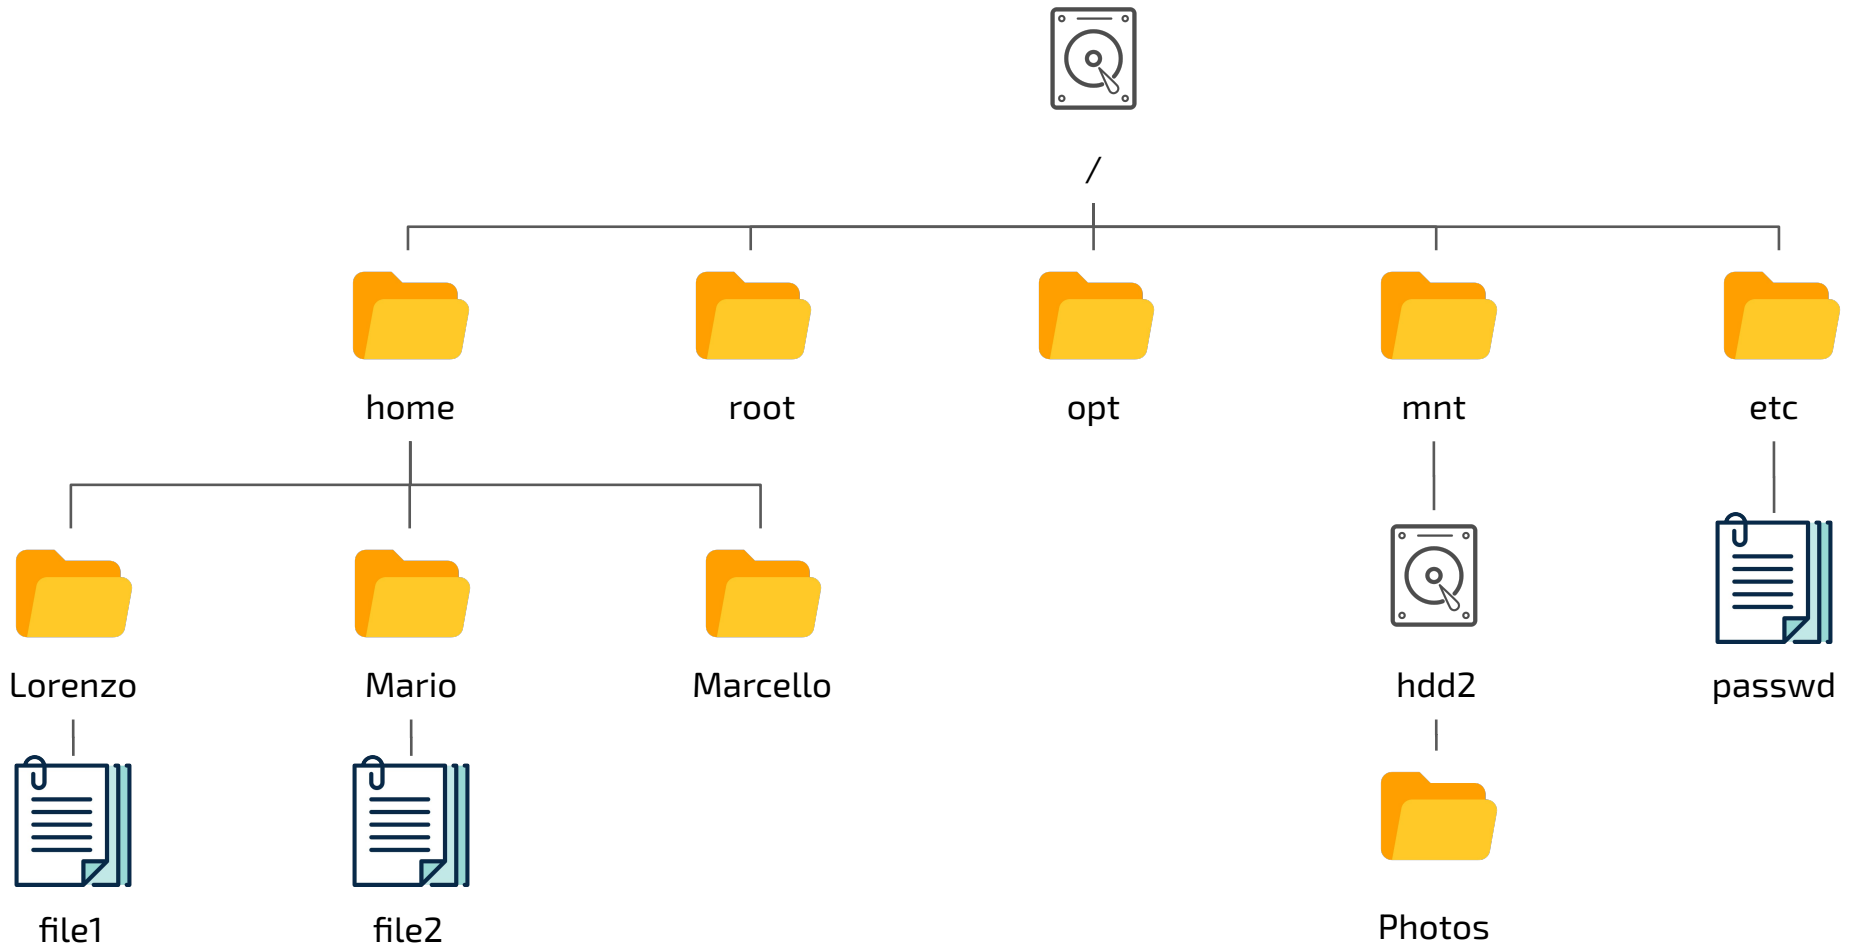 /
home
root
opt
mnt
etc
Lorenzo
Mario
Marcello
hdd2
passwd
file1
file2
Photos